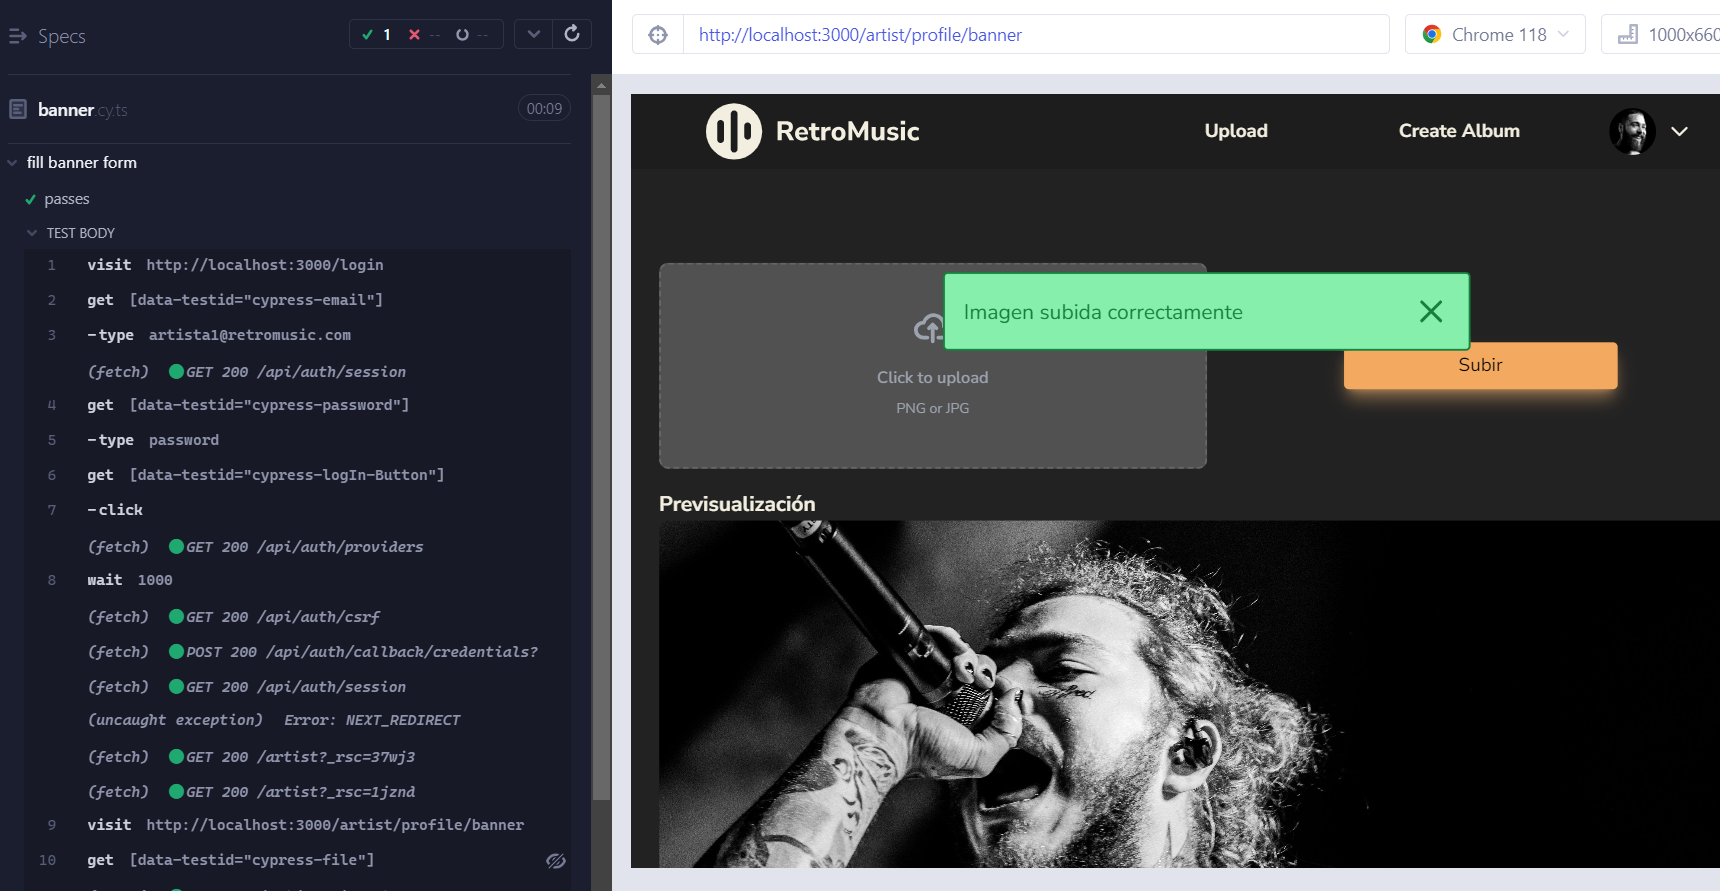 Specs
1 -- --
banner.cy.ts
00:09
fill banner form
passes
TEST BODY
1 visit http://localhost:3000/login
2 get [data-testid="cypress-email"]
3 -type artista1@retromusic.com
(fetch) GET 200 /api/auth/session
4 get [data-testid="cypress-password"]
5 -type password
6 get [data-testid="cypress-logIn-Button"]
7 -click
(fetch) GET 200 /api/auth/providers
8 wait 1000
(fetch) GET 200 /api/auth/csrf
(fetch) POST 200 /api/auth/callback/credentials?
(fetch) GET 200 /api/auth/session
(uncaught exception) Error: NEXT_REDIRECT
(fetch) GET 200 /artist?_rsc=37wj3
(fetch) GET 200 /artist?_rsc=1jznd
9 visit http://localhost:3000/artist/profile/banner
10 get [data-testid="cypress-file"]
http://localhost:3000/artist/profile/banner
Chrome 118
1000x660
RetroMusic
Upload
Create Album
Imagen subida correctamente
Click to upload
PNG or JPG
Subir
Previsualización